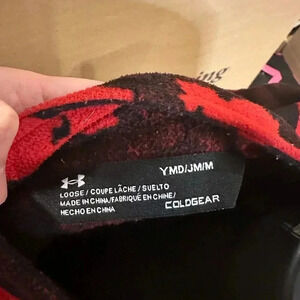 YMD/JM/M
LOOSE / COUPE LÂCHE / SUELTO
MADE IN CHINA/FABRIQUÉ EN CHINE/
HECHO EN CHINA
COLDGEAR